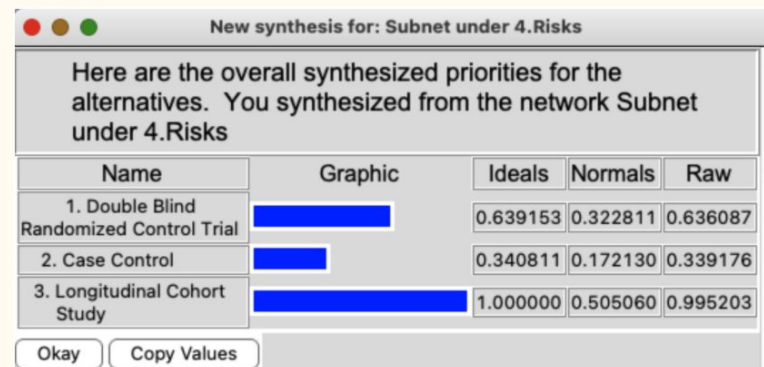 New synthesis for: Subnet under 4.Risks
Here are the overall synthesized priorities for the
alternatives. You synthesized from the network Subnet
under 4.Risks
Name Graphic Ideals Normals Raw
1. Double Blind
Randomized Control Trial
0.639153 0.322811 0.636087
2. Case Control 0.340811 0.172130 0.339176
3. Longitudinal Cohort
Study
1.000000 0.505060 0.995203
Okay Copy Values